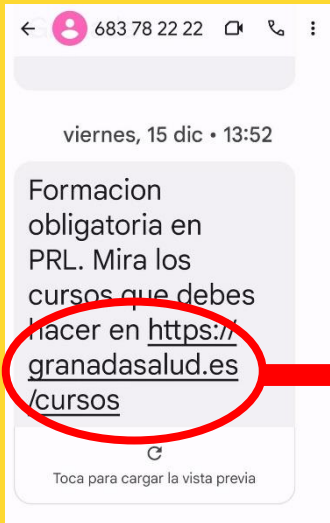 683 78 22 22
viernes, 15 dic • 13:52
Formacion
obligatoria en
PRL. Mira los
cursos que debes
hacer en https://
granadasalud.es
/cursos
Toca para cargar la vista previa